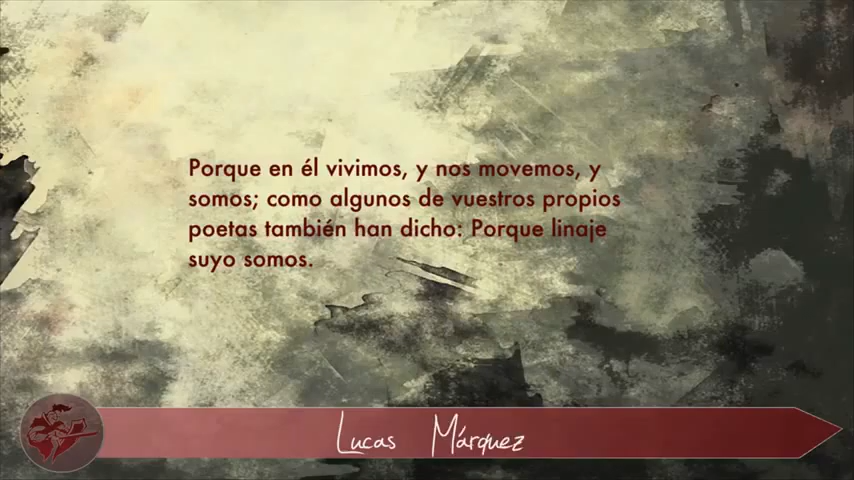 Porque en él vivimos, y nos movemos, y
somos; como algunos de vuestros propios
poetas también han dicho: Porque linaje
suyo somos.
Lucas Márquez